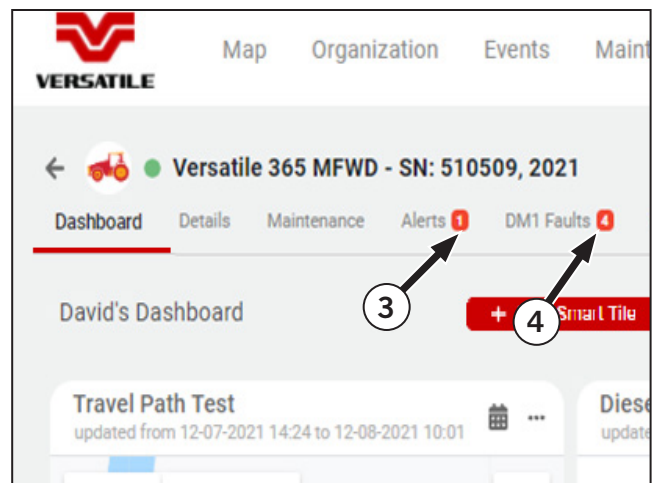 VERSATILE
Map Organization Events Maint
Versatile 365 MFWD - SN: 510509, 2021
Dashboard Details Maintenance Alerts 1 DM1 Faults 4
3
4
David's Dashboard
+ Smart Tile
Travel Path Test
updated from 12-07-2021 14:24 to 12-08-2021 10:01
Diese
update